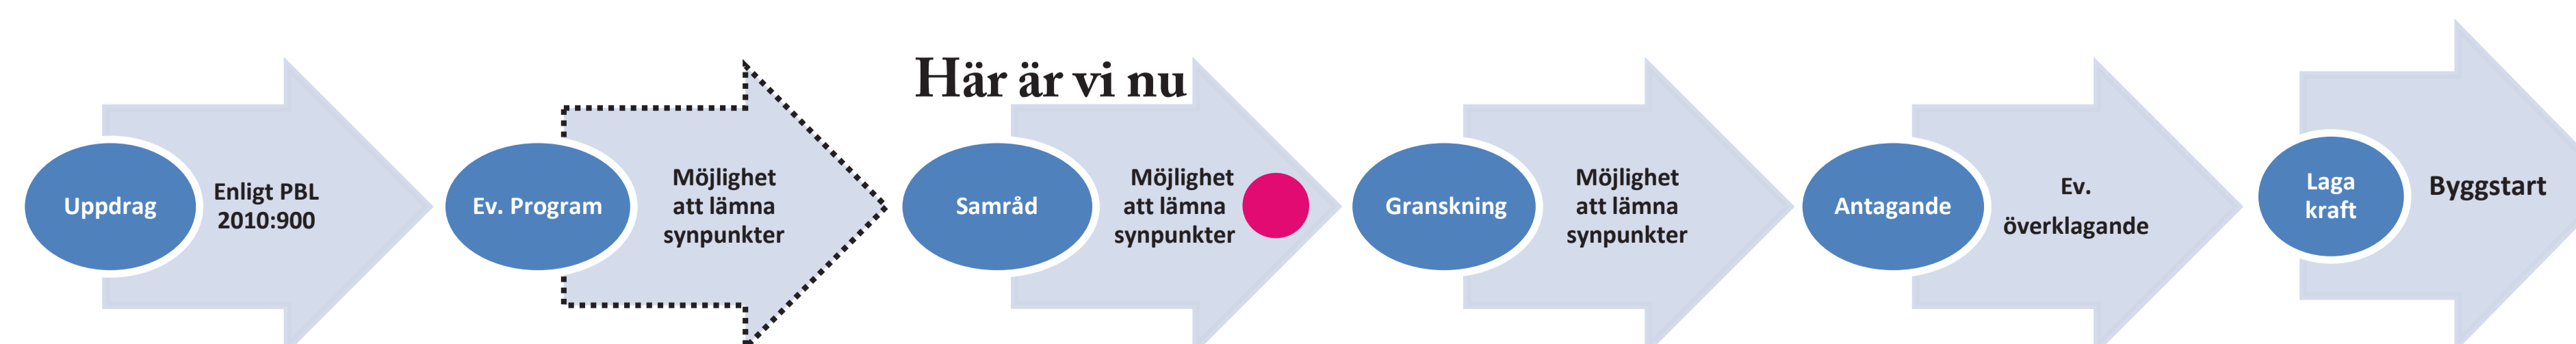 Här är vi nu
Uppdrag
Enligt PBL
2010:900
Ev. Program
Möjlighet
att lämna
synpunkter
Samråd
Möjlighet
att lämna
synpunkter
Granskning
Möjlighet
att lämna
synpunkter
Antagande
Ev.
överklagande
Laga
kraft
Byggstart